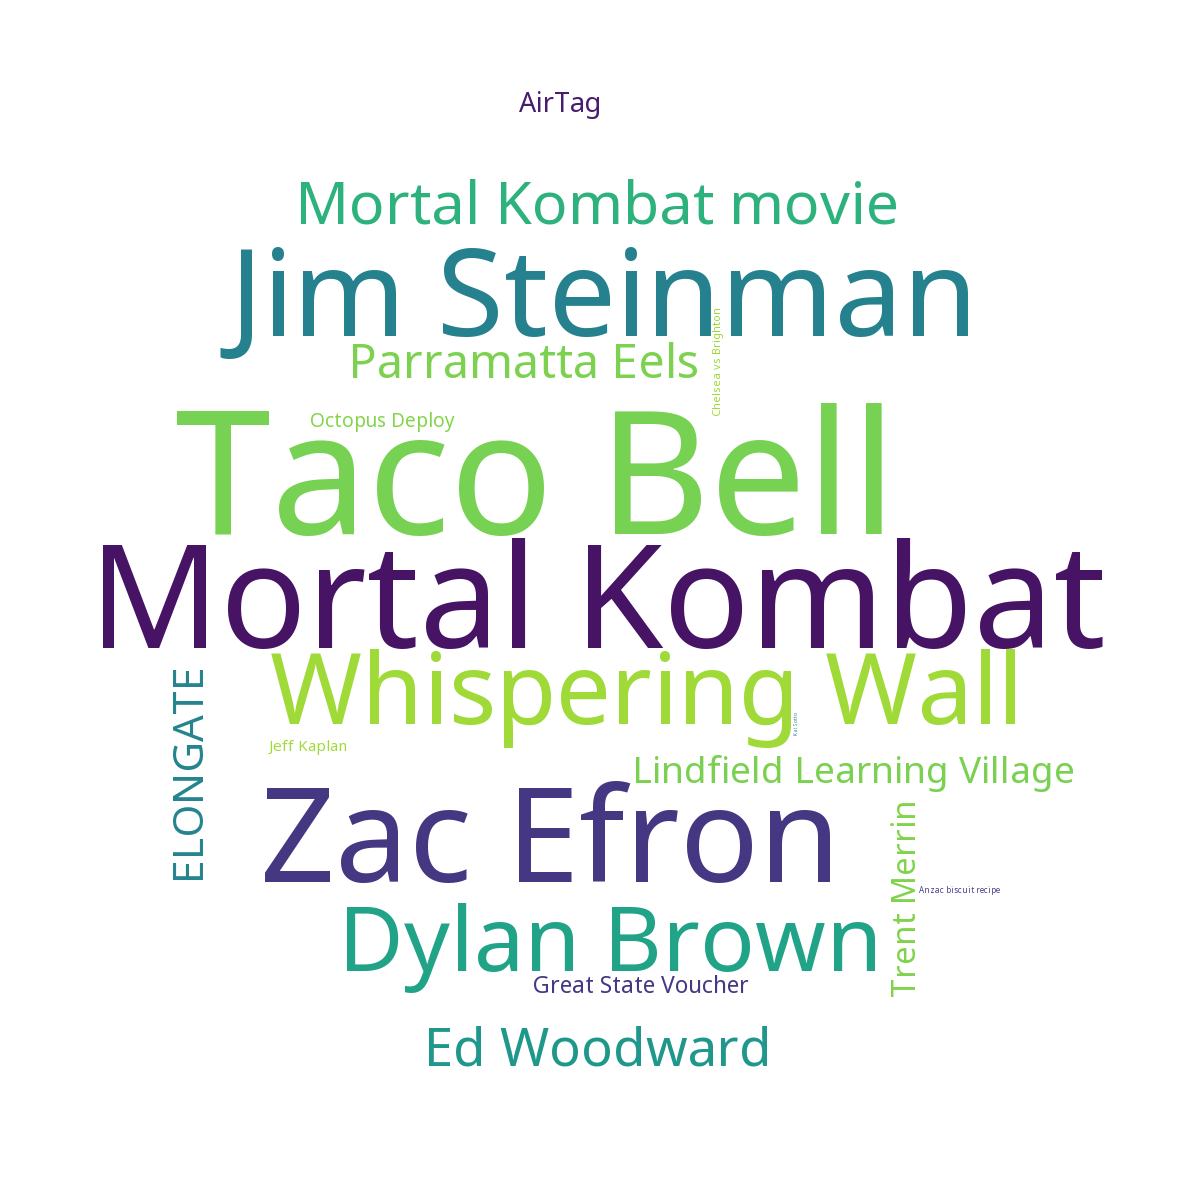 AirTag
Mortal Kombat movie
Jim Steinman
Chelsea vs Brighton
Parramatta Eels
Octopus Deploy
Taco Bell
Mortal Kombat
Whispering Wall
ELONGATE
Jeff Kaplan
Lindfield Learning Village
Zac Efron
Trent Merrin
Anzac biscuit recipe
Dylan Brown
Great State Voucher
Ed Woodward